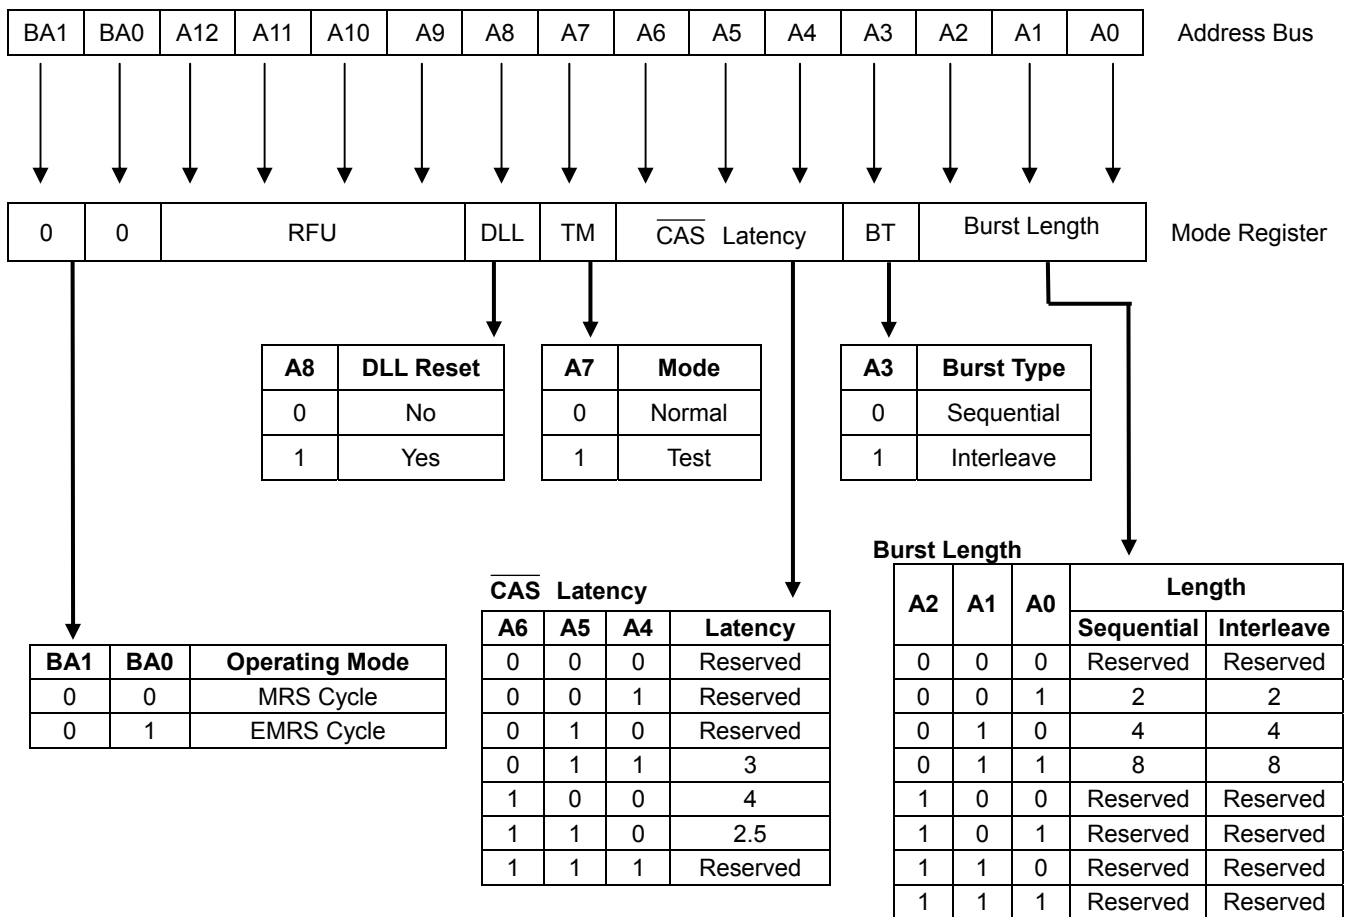 BA1 BA0 A12 A11 A10 A9 A8 A7 A6 A5 A4 A3 A2 A1 A0 Address Bus
0 0 RFU DLL TM CAS Latency BT Burst Length Mode Register
A8 DLL Reset
0 No
1 Yes
A7 Mode
0 Normal
1 Test
A3 Burst Type
0 Sequential
1 Interleave
BA1 BA0 Operating Mode
0 0 MRS Cycle
0 1 EMRS Cycle
CAS Latency
A6 A5 A4 Latency
0 0 0 Reserved
0 0 1 Reserved
0 1 0 Reserved
0 1 1 3
1 0 0 4
1 1 0 2.5
1 1 1 Reserved
Burst Length
A2 A1 A0 Length
Sequential Interleave
0 0 0 Reserved Reserved
0 0 1 2 2
0 1 0 4 4
0 1 1 8 8
1 0 0 Reserved Reserved
1 0 1 Reserved Reserved
1 1 0 Reserved Reserved
1 1 1 Reserved Reserved